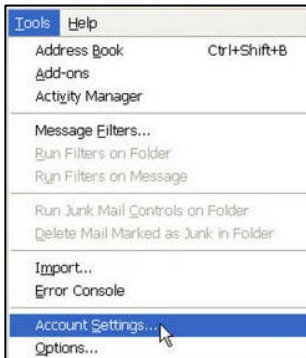 Tools Help
Address Book Ctrl+Shift+B
Add-ons
Activity Manager
Message Filters...
Run Filters on Folder
Run Filters on Message
Run Junk Mail Controls on Folder
Delete Mail Marked as Junk in Folder
Import...
Error Console
Account Settings...
Options...